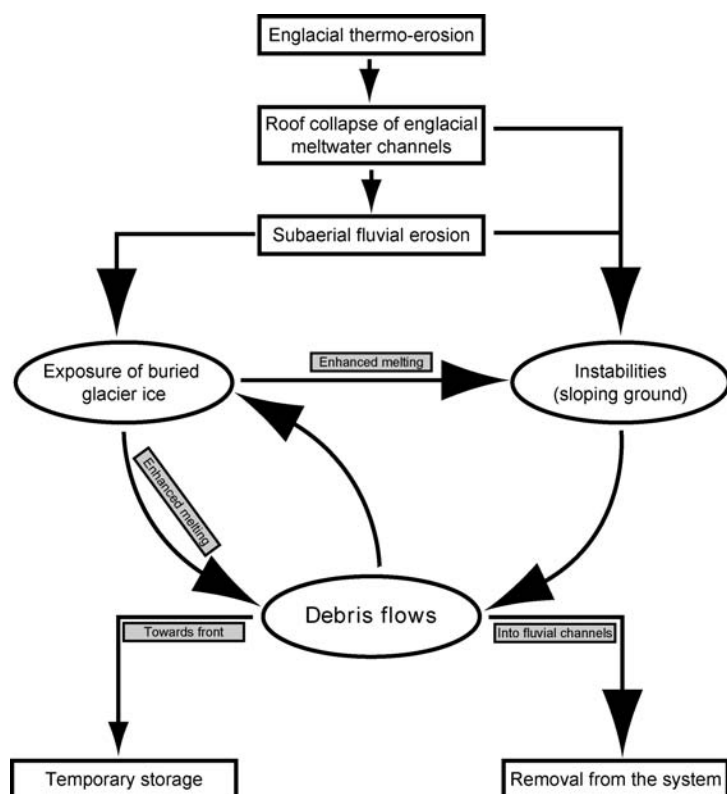 Englacial thermo-erosion
Roof collapse of englacial
meltwater channels
Subaerial fluvial erosion
Exposure of buried
glacier ice
Enhanced melting
Instabilities
(sloping ground)
Enhanced melting
Debris flows
Towards front
Into fluvial channels
Temporary storage
Removal from the system